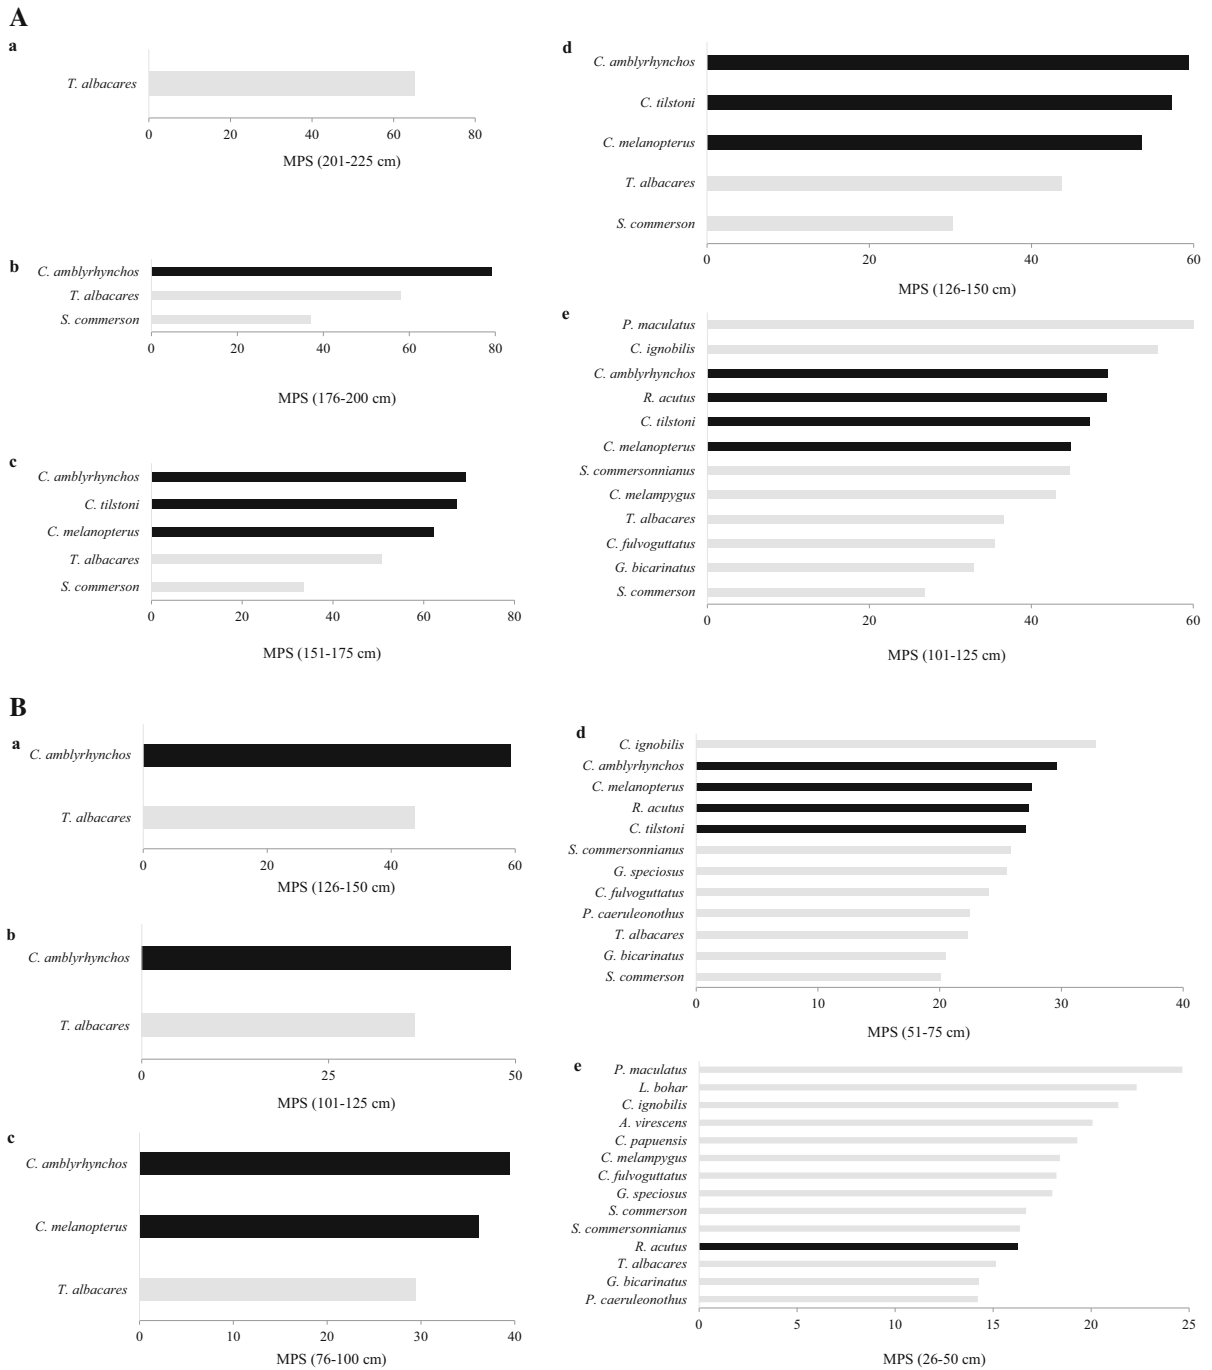 A
a
T. albacares
0 20 40 60 80
MPS (201-225 cm)
b
C. amblyrhynchos
T. albacares
S. commerson
0 20 40 60 80
MPS (176-200 cm)
c
C. amblyrhynchos
C. tilstoni
C. melanopterus
T. albacares
S. commerson
0 20 40 60 80
MPS (151-175 cm)
d
C. amblyrhynchos
C. tilstoni
C. melanopterus
T. albacares
S. commerson
0 20 40 60
MPS (126-150 cm)
e
P. maculatus
C. ignobilis
C. amblyrhynchos
R. acutus
C. tilstoni
C. melanopterus
S. commersonnianus
C. melampygus
T. albacares
C. fulvoguttatus
G. bicarinatus
S. commerson
0 20 40 60
MPS (101-125 cm)
B
a
C. amblyrhynchos
T. albacares
0 20 40 60
MPS (126-150 cm)
b
C. amblyrhynchos
T. albacares
0 25 50
MPS (101-125 cm)
c
C. amblyrhynchos
C. melanopterus
T. albacares
0 10 20 30 40
MPS (76-100 cm)
d
C. ignobilis
C. amblyrhynchos
C. melanopterus
R. acutus
C. tilstoni
S. commersonnianus
G. speciosus
C. fulvoguttatus
P. caeruleonothus
T. albacares
G. bicarinatus
S. commerson
0 10 20 30 40
MPS (51-75 cm)
e
P. maculatus
L. bohar
C. ignobilis
A. virescens
C. papuensis
C. melampygus
C. fulvoguttatus
G. speciosus
S. commerson
S. commersonnianus
R. acutus
T. albacares
G. bicarinatus
P. caeruleonothus
0 5 10 15 20 25
MPS (26-50 cm)